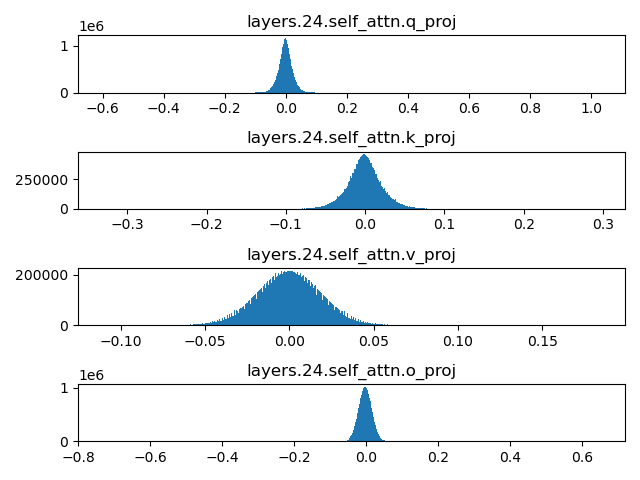 layers.24.self_attn.q_proj
1e6
1
0
−0.6 −0.4 −0.2 0.0 0.2 0.4 0.6 0.8 1.0
layers.24.self_attn.k_proj
250000
0
−0.3 −0.2 −0.1 0.0 0.1 0.2 0.3
layers.24.self_attn.v_proj
200000
0
−0.10 −0.05 0.00 0.05 0.10 0.15
layers.24.self_attn.o_proj
1e6
1
0
−0.8 −0.6 −0.4 −0.2 0.0 0.2 0.4 0.6